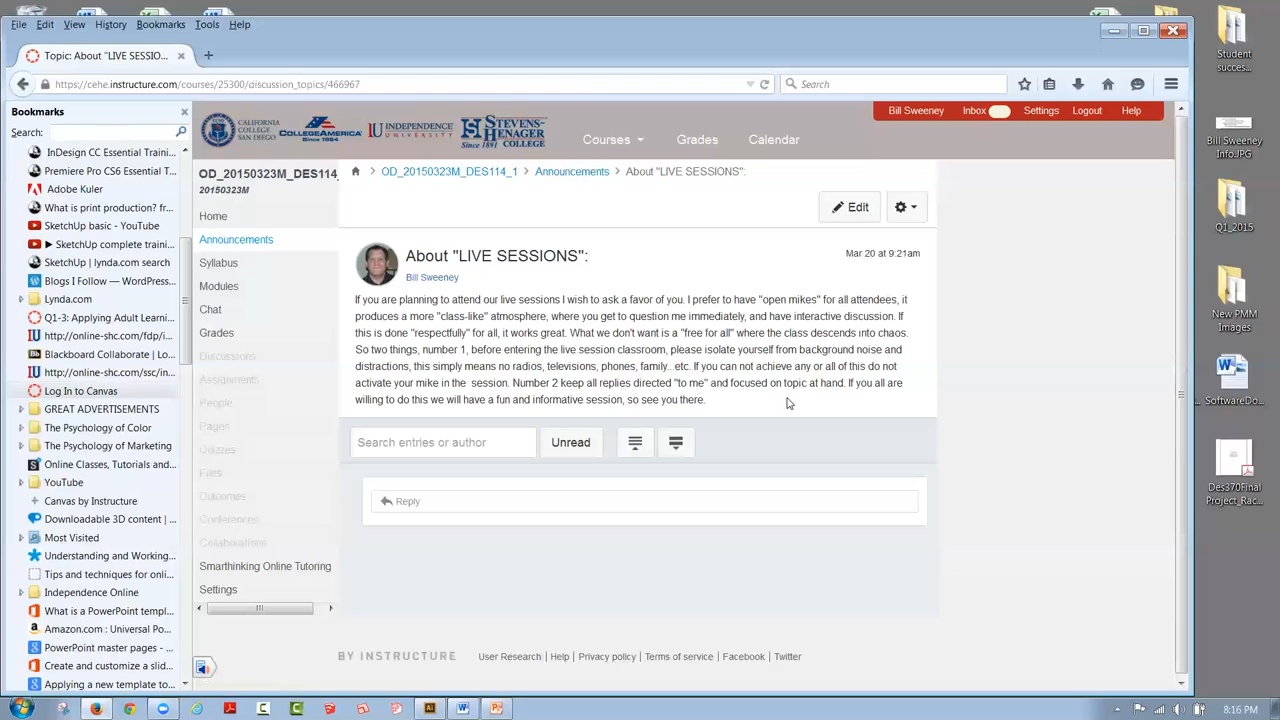 File Edit View History Bookmarks Tools Help
Topic: About "LIVE SESSIO...
https://cehe.instructure.com/courses/25300/discussion_topics/466967
Search
Bookmarks
Search:
InDesign CC Essential Traini...
Premiere Pro CS6 Essential T...
Adobe Kuler
What is print production? fr...
SketchUp basic - YouTube
▶ SketchUp complete traini...
SketchUp | lynda.com search
Blogs I Follow — WordPress...
Lynda.com
Q1-3: Applying Adult Learni...
http://online-shc.com/fdp/i...
Blackboard Collaborate | Lo...
http://online-shc.com/ssc/in...
Log In to Canvas
GREAT ADVERTISEMENTS
The Psychology of Color
The Psychology of Marketing
Online Classes, Tutorials and...
YouTube
Canvas by Instructure
Downloadable 3D content | ...
Most Visited
Understanding and Working...
Tips and techniques for onli...
Independence Online
What is a PowerPoint templ...
Amazon.com : Universal Po...
PowerPoint master pages - ...
Create and customize a slid...
Applying a new template to...
CALIFORNIA COLLEGE SAN DIEGO
COLLEGEAMERICA Since 1964
INDEPENDENCE UNIVERSITY
STEVENS-HENAGER COLLEGE Since 1891
Courses Grades Calendar
Bill Sweeney Inbox Settings Logout Help
OD_20150323M_DES114_
20150323M
Home
Announcements
Syllabus
Modules
Chat
Grades
Discussions
Assignments
People
Pages
Quizzes
Files
Outcomes
Conferences
Collaborations
Smarthinking Online Tutoring
Settings
OD_20150323M_DES114_1 Announcements About "LIVE SESSIONS":
Edit
About "LIVE SESSIONS":
Mar 20 at 9:21am
Bill Sweeney
If you are planning to attend our live sessions I wish to ask a favor of you. I prefer to have "open mikes" for all attendees, it
produces a more "class-like" atmosphere, where you get to question me immediately, and have interactive discussion. If
this is done "respectfully" for all, it works great. What we don't want is a "free for all" where the class descends into chaos.
So two things, number 1, before entering the live session classroom, please isolate yourself from background noise and
distractions, this simply means no radios, televisions, phones, family...etc. If you can not achieve any or all of this do not
activate your mike in the session. Number 2 keep all replies directed "to me" and focused on topic at hand. If you all are
willing to do this we will have a fun and informative session, so see you there.
Search entries or author
Unread
Reply
BY INSTRUCTURE
User Research | Help | Privacy policy | Terms of service | Facebook | Twitter
Student
succes...
Bill Sweeney
Info.JPG
Q1_2015
New PMM
Images
SoftwareDo...
Des370Final
Project_Rac...
8:16 PM